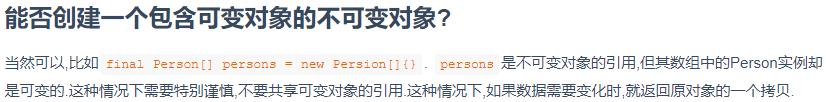 能否创建一个包含可变对象的不可变对象?
当然可以,比如 final Person[] persons = new Persion[]{} . persons 是不可变对象的引用,但其数组中的Person实例却
是可变的.这种情况下需要特别谨慎,不要共享可变对象的引用.这种情况下,如果数据需要变化时,就返回原对象的一个拷贝.